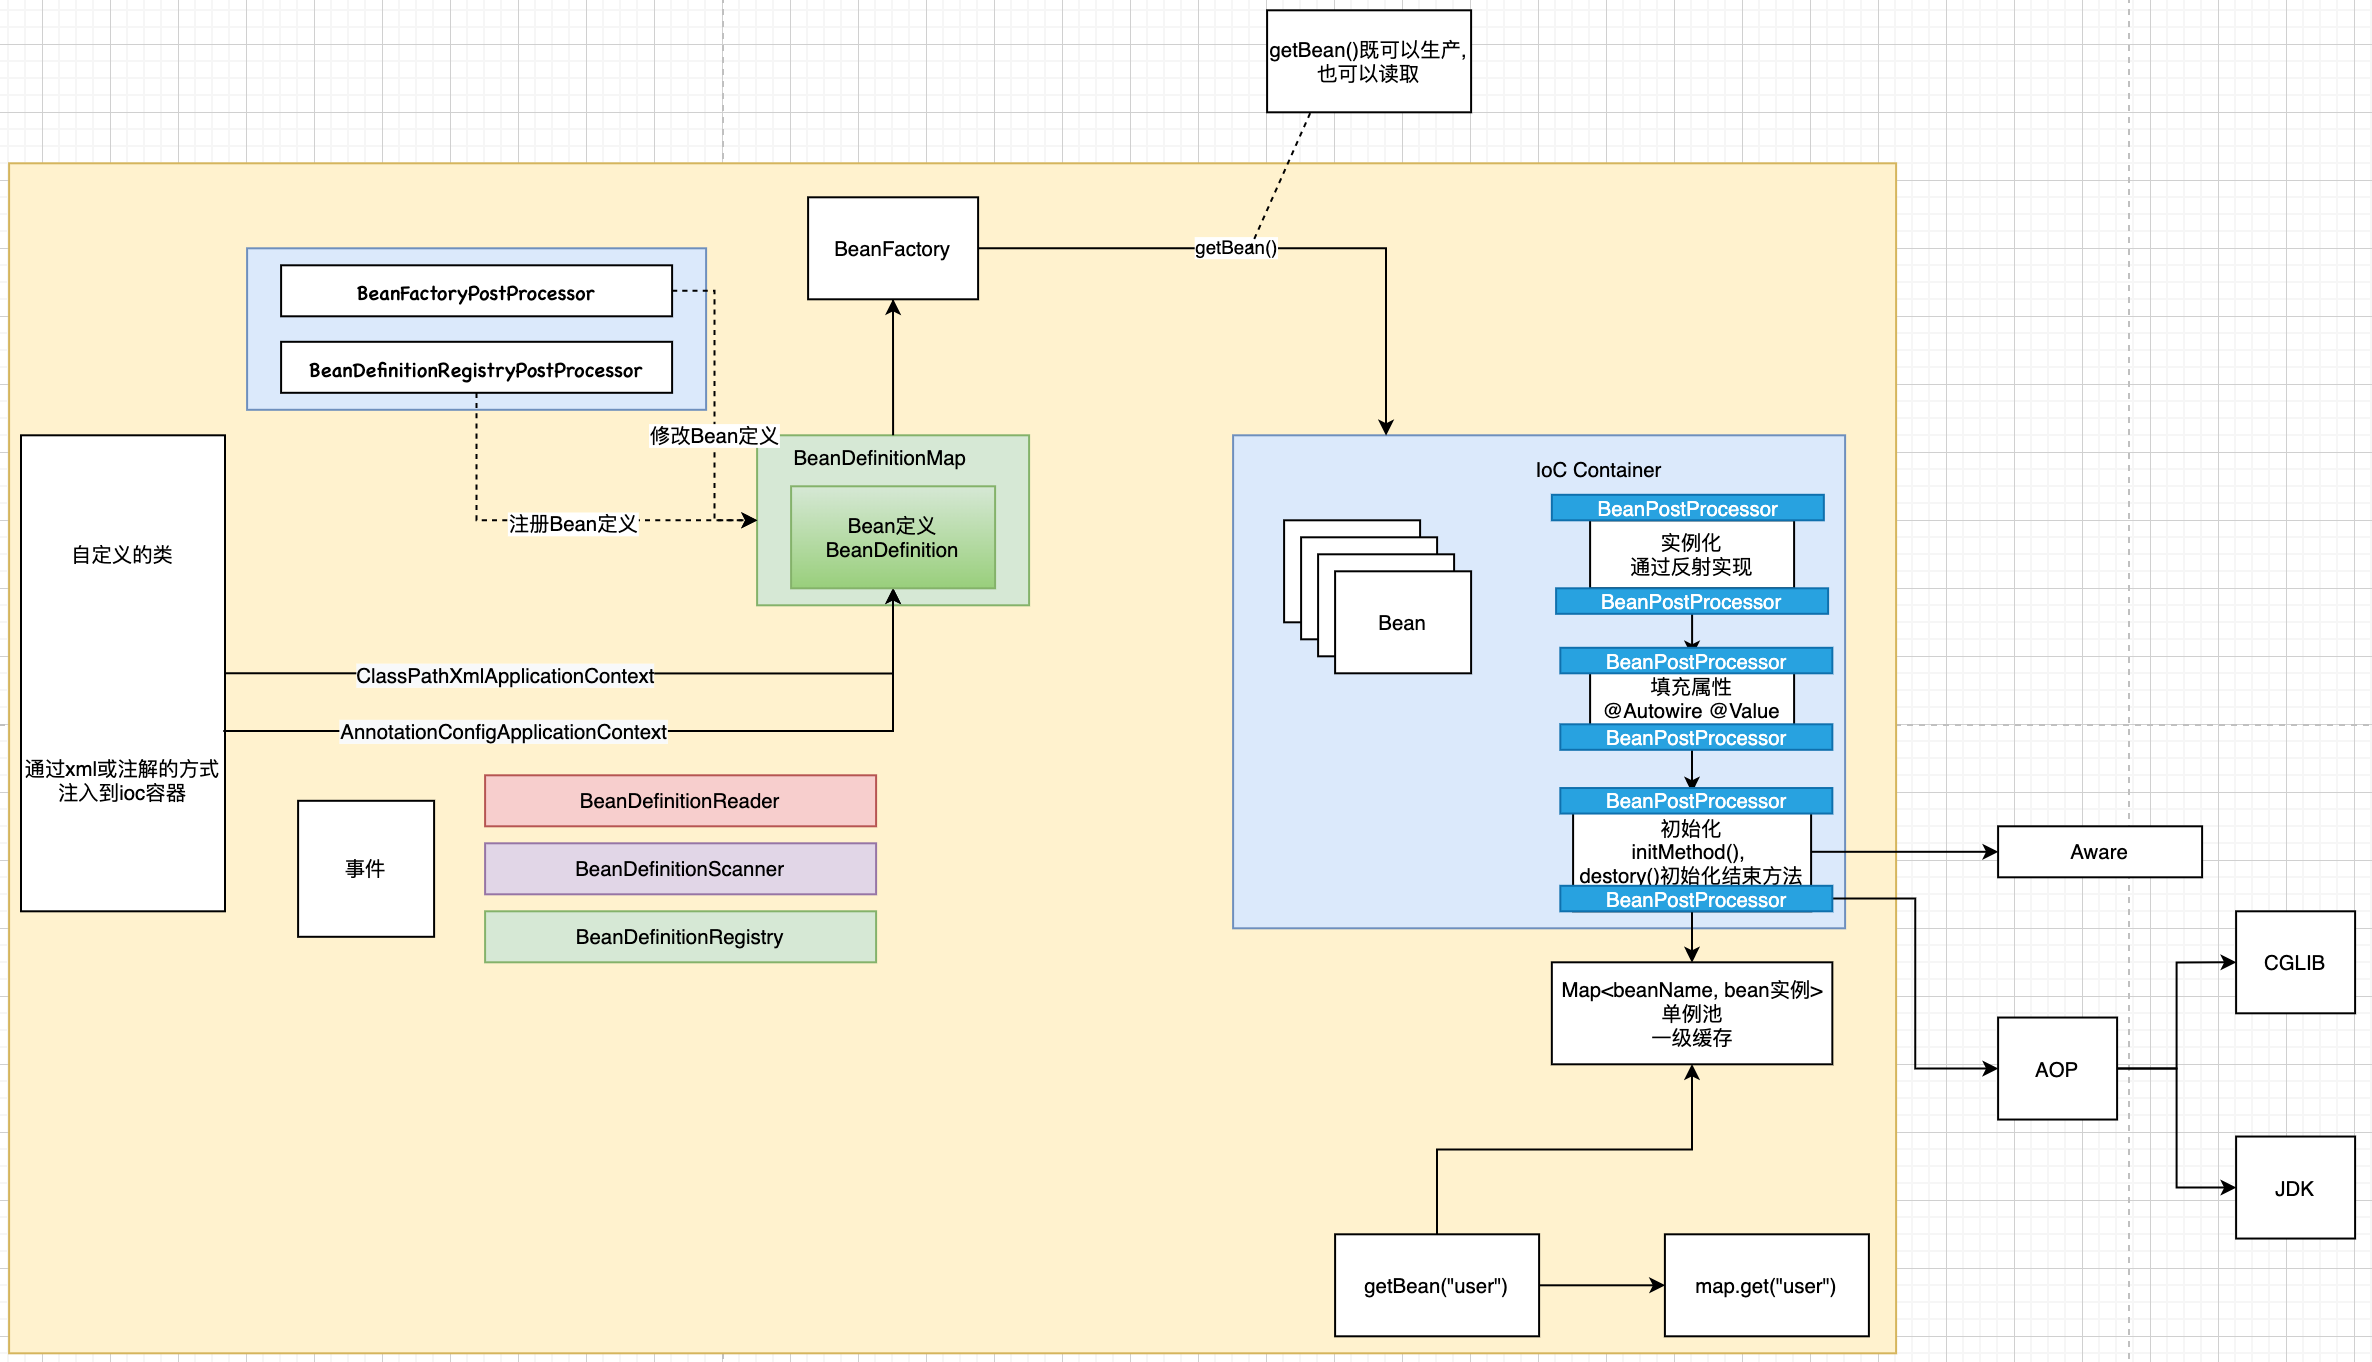 getBean()既可以生产,
也可以读取
BeanFactory
getBean()
BeanFactoryPostProcessor
BeanDefinitionRegistryPostProcessor
修改Bean定义
注册Bean定义
BeanDefinitionMap
Bean定义
BeanDefinition
自定义的类
通过xml或注解的方式
注入到ioc容器
ClassPathXmlApplicationContext
AnnotationConfigApplicationContext
事件
BeanDefinitionReader
BeanDefinitionScanner
BeanDefinitionRegistry
IoC Container
Bean
BeanPostProcessor
实例化
通过反射实现
BeanPostProcessor
BeanPostProcessor
填充属性
@Autowire @Value
BeanPostProcessor
BeanPostProcessor
初始化
initMethod(),
destory()初始化结束方法
BeanPostProcessor
Aware
Map<beanName, bean实例>
单例池
一级缓存
AOP
CGLIB
JDK
getBean("user")
map.get("user")